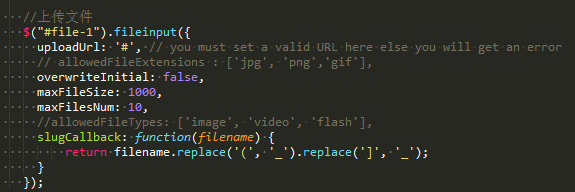 //上传文件
$("#file-1").fileinput({
uploadUrl: '#', // you must set a valid URL here else you will get an error
// allowedFileExtensions : ['jpg', 'png','gif'],
overwriteInitial: false,
maxFileSize: 1000,
maxFilesNum: 10,
//allowedFileTypes: ['image', 'video', 'flash'],
slugCallback: function(filename) {
return filename.replace('(', '_').replace(']', '_');
}
});